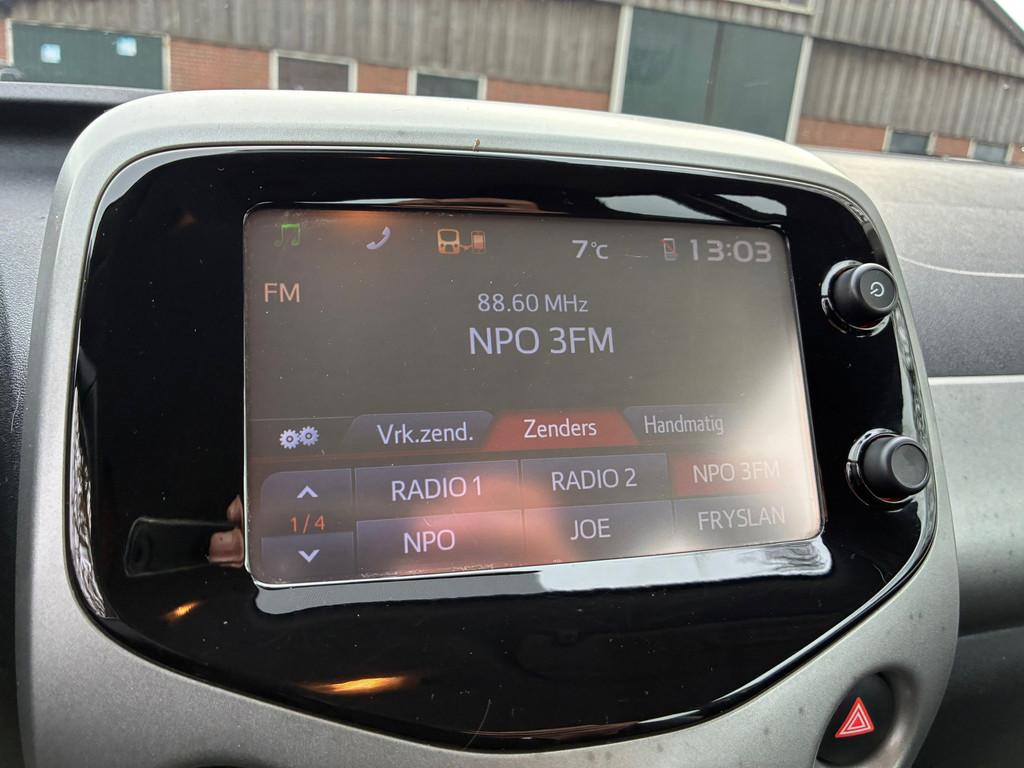 7°C 13:03
FM
88.60 MHz
NPO 3FM
Vrk.zend. Zenders Handmatig
RADIO 1 RADIO 2 NPO 3FM
1/4
NPO JOE FRYSLAN